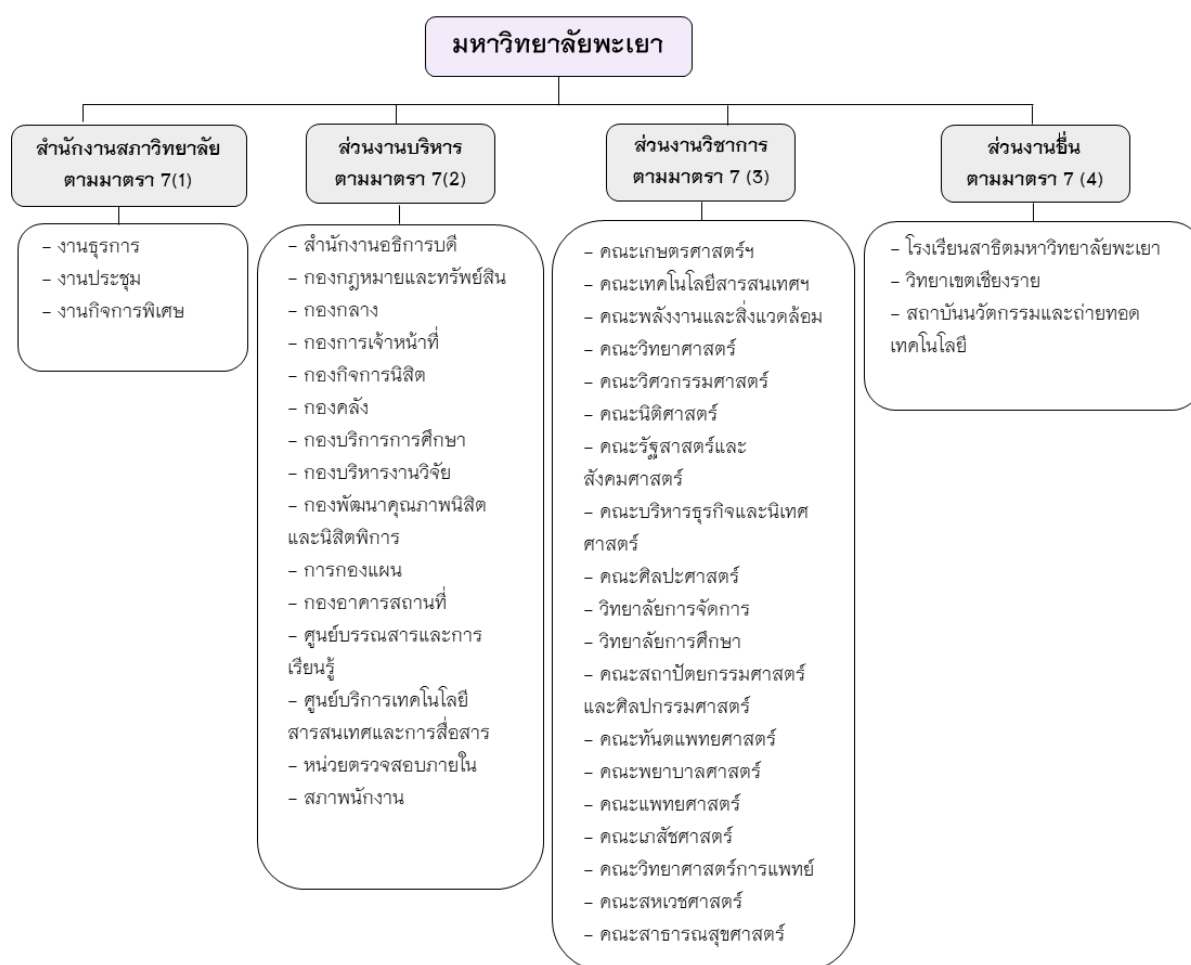 มหาวิทยาลัยพะเยา
สำนักงานสภาวิทยาลัย
ตามมาตรา 7(1)
– งานธุรการ
– งานประชุม
– งานกิจการพิเศษ
ส่วนงานบริหาร
ตามมาตรา 7(2)
– สำนักงานอธิการบดี
– กองกฎหมายและทรัพย์สิน
– กองกลาง
– กองการเจ้าหน้าที่
– กองกิจการนิสิต
– กองคลัง
– กองบริการการศึกษา
– กองบริหารงานวิจัย
– กองพัฒนาคุณภาพนิสิต
และนิสิตพิการ
– การกองแผน
– กองอาคารสถานที่
– ศูนย์บรรณสารและการ
เรียนรู้
– ศูนย์บริการเทคโนโลยี
สารสนเทศและการสื่อสาร
– หน่วยตรวจสอบภายใน
– สภาพนักงาน
ส่วนงานวิชาการ
ตามมาตรา 7 (3)
– คณะเกษตรศาสตร์ฯ
– คณะเทคโนโลยีสารสนเทศฯ
– คณะพลังงานและสิ่งแวดล้อม
– คณะวิทยาศาสตร์
– คณะวิศวกรรมศาสตร์
– คณะนิติศาสตร์
– คณะรัฐสาสตร์และ
สังคมศาสตร์
– คณะบริหารธุรกิจและนิเทศ
ศาสตร์
– คณะศิลปะศาสตร์
– วิทยาลัยการจัดการ
– วิทยาลัยการศึกษา
– คณะสถาปัตยกรรมศาสตร์
และศิลปกรรมศาสตร์
– คณะทันตแพทยศาสตร์
– คณะพยาบาลศาสตร์
– คณะแพทยศาสตร์
– คณะเภสัชศาสตร์
– คณะวิทยาศาสตร์การแพทย์
– คณะสหเวชศาสตร์
– คณะสาธารณสุขศาสตร์
ส่วนงานอื่น
ตามมาตรา 7 (4)
– โรงเรียนสาธิตมหาวิทยาลัยพะเยา
– วิทยาเขตเชียงราย
– สถาบันนวัตกรรมและถ่ายทอด
เทคโนโลยี